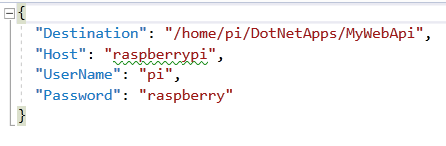 {
"Destination": "/home/pi/DotNetApps/MyWebApi",
"Host": "raspberrypi",
"UserName": "pi",
"Password": "raspberry"
}